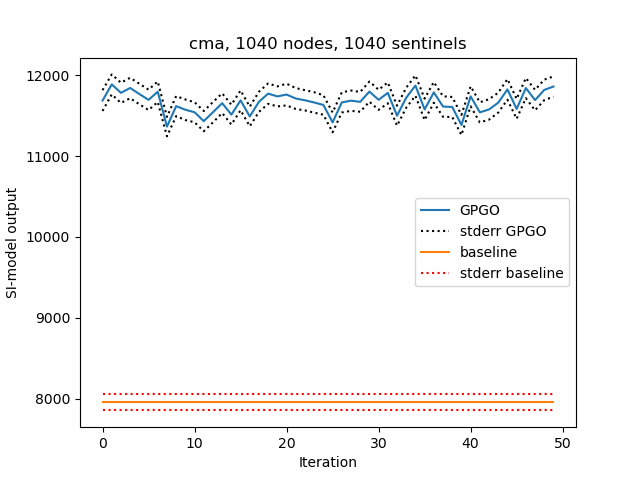 cma, 1040 nodes, 1040 sentinels
12000
11000
10000
9000
8000
SI-model output
GPGO
stderr GPGO
baseline
stderr baseline
0 10 20 30 40 50
Iteration